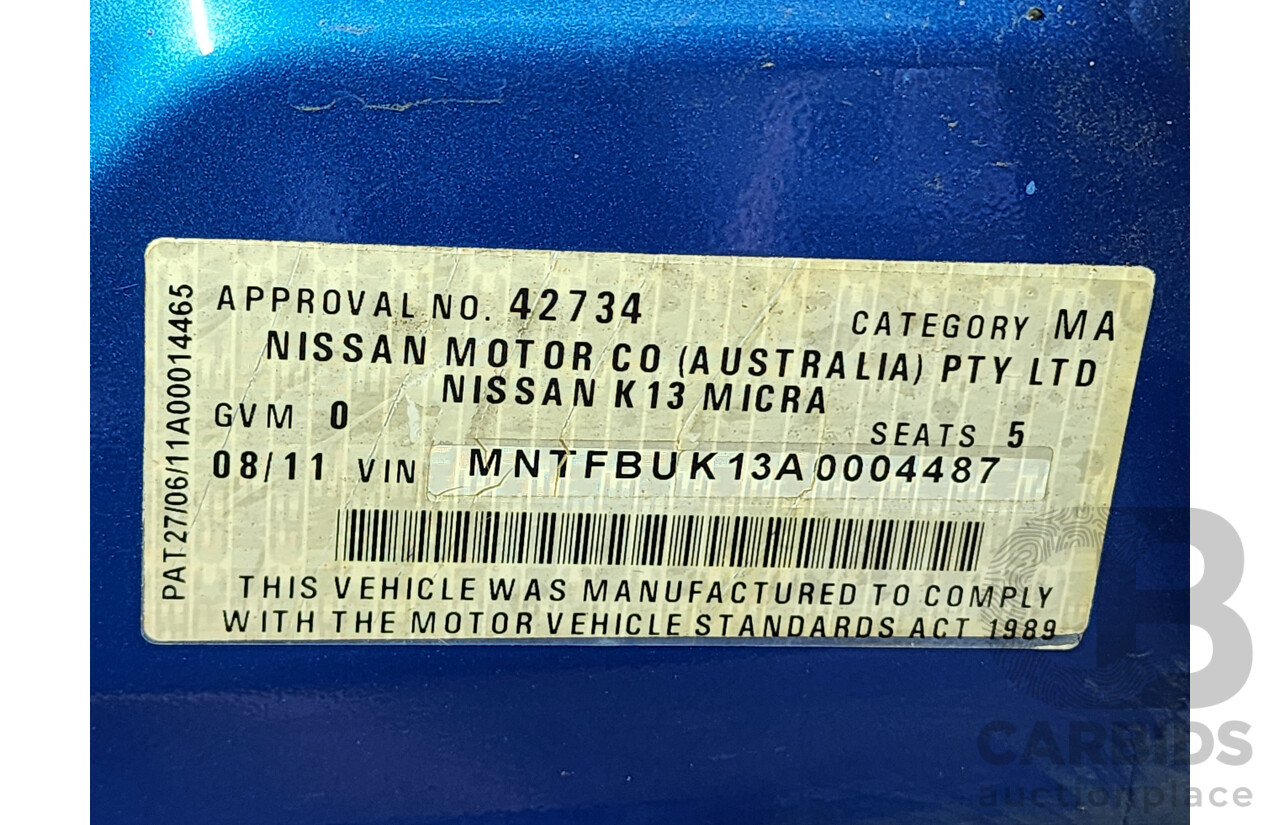 APPROVAL NO. 42734
CATEGORY MA
NISSAN MOTOR CO (AUSTRALIA) PTY LTD
NISSAN K13 MICRA
GVM 0
SEATS 5
08/11 VIN MNTFBUK13A0004487
THIS VEHICLE WAS MANUFACTURED TO COMPLY
WITH THE MOTOR VEHICLE STANDARDS ACT 1989
PAT27/06/11A00014465
CB
CARBIDS
auctionplace